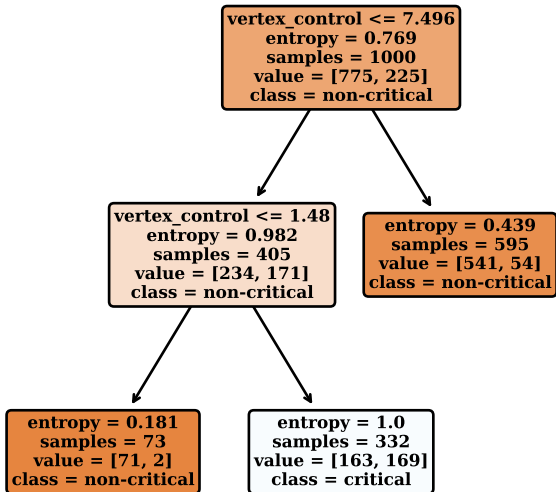 vertex_control <= 7.496
entropy = 0.769
samples = 1000
value = [775, 225]
class = non-critical
vertex_control <= 1.48
entropy = 0.982
samples = 405
value = [234, 171]
class = non-critical
entropy = 0.439
samples = 595
value = [541, 54]
class = non-critical
entropy = 0.181
samples = 73
value = [71, 2]
class = non-critical
entropy = 1.0
samples = 332
value = [163, 169]
class = critical